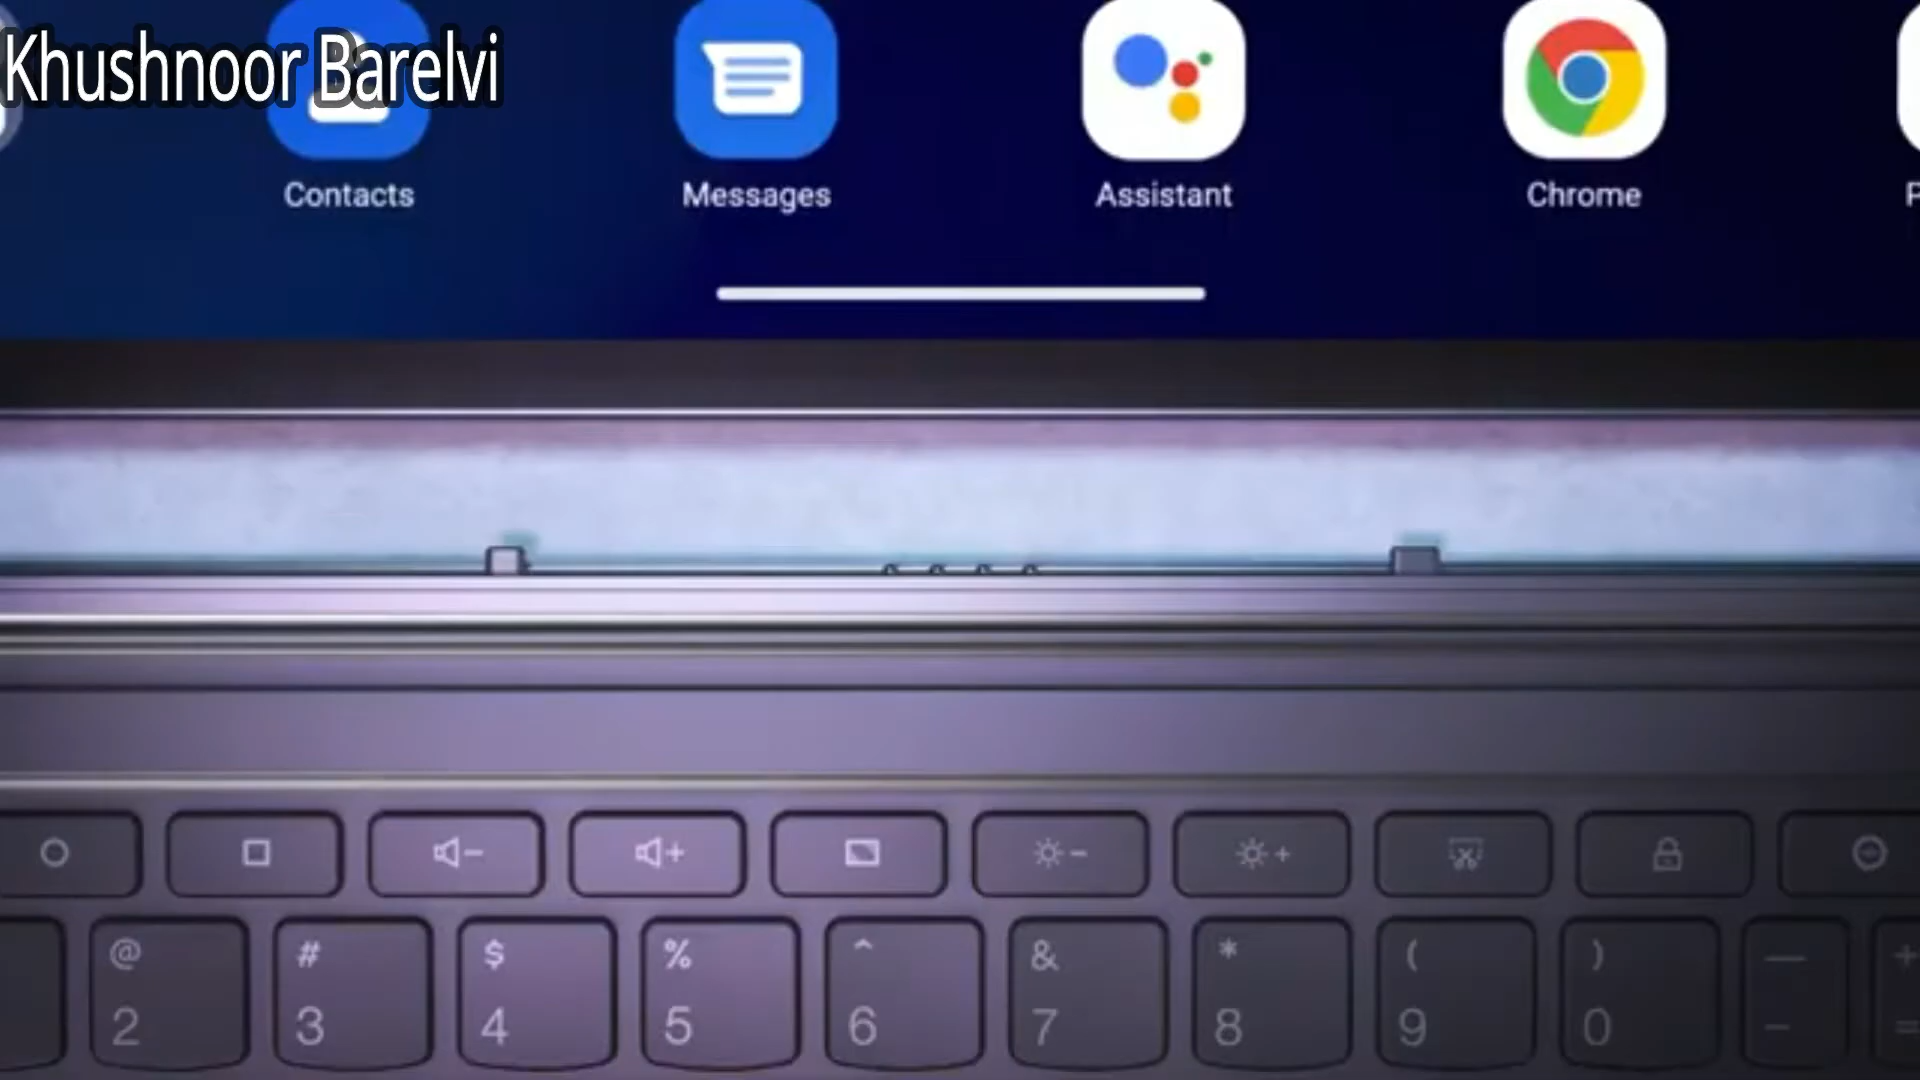 Khushnoor Barelvi
Contacts
Messages
Assistant
Chrome
P
@ # $ % ^ & * ( ) — +
2 3 4 5 6 7 8 9 0 - =